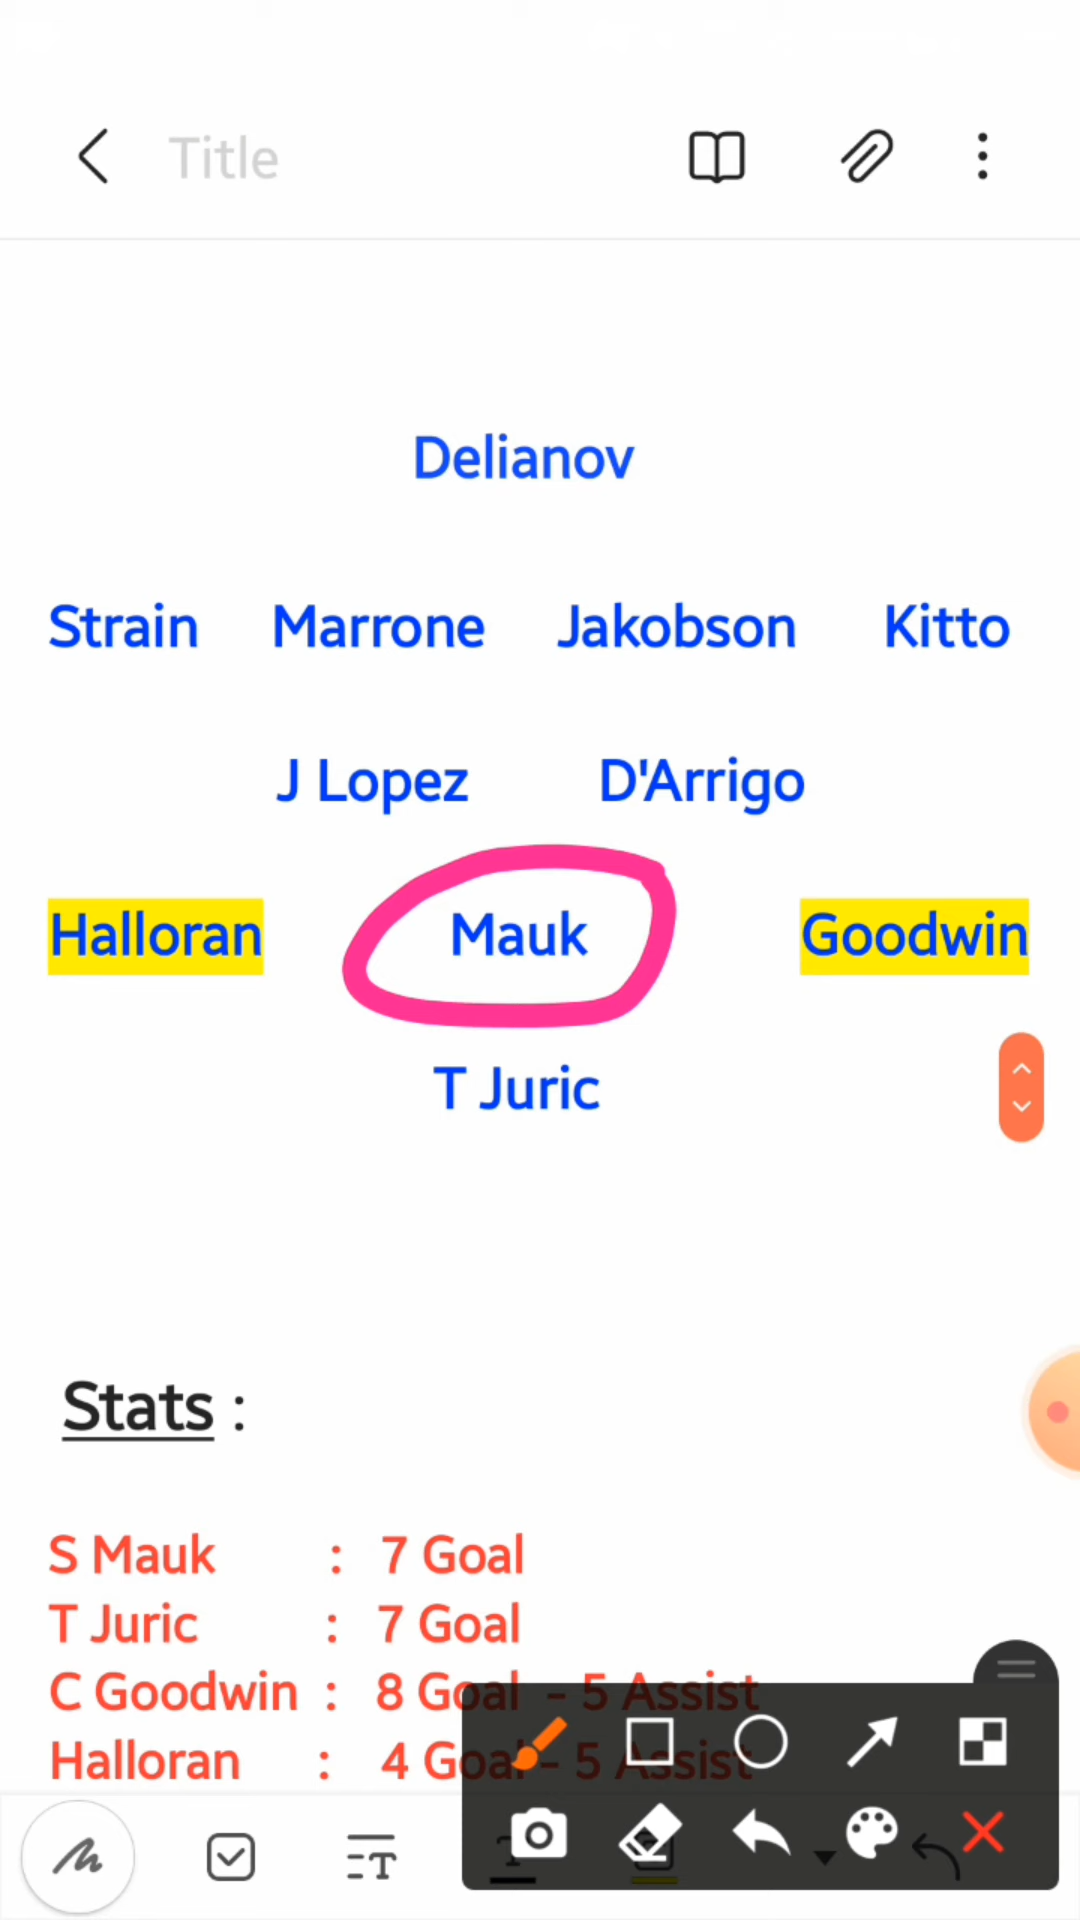 Title
Delianov
Strain Marrone Jakobson Kitto
J Lopez D'Arrigo
Halloran Mauk Goodwin
T Juric
Stats :
S Mauk : 7 Goal
T Juric : 7 Goal
C Goodwin : 8 Goal - 5 Assist
Halloran : 4 Goal - 5 Assist